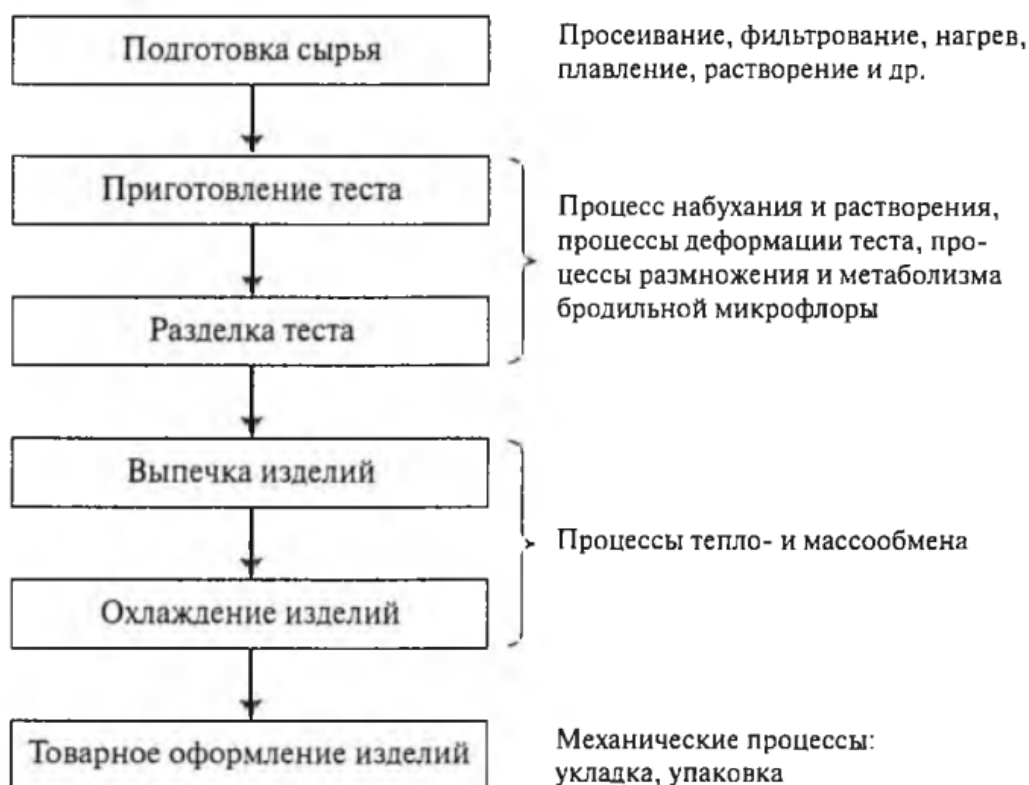 Подготовка сырья
Просеивание, фильтрование, нагрев,
плавление, растворение и др.
Приготовление теста
Разделка теста
Процесс набухания и растворения,
процессы деформации теста, про-
цессы размножения и метаболизма
бродильной микрофлоры
Выпечка изделий
Охлаждение изделий
Процессы тепло- и массообмена
Товарное оформление изделий
Механические процессы:
укладка, упаковка